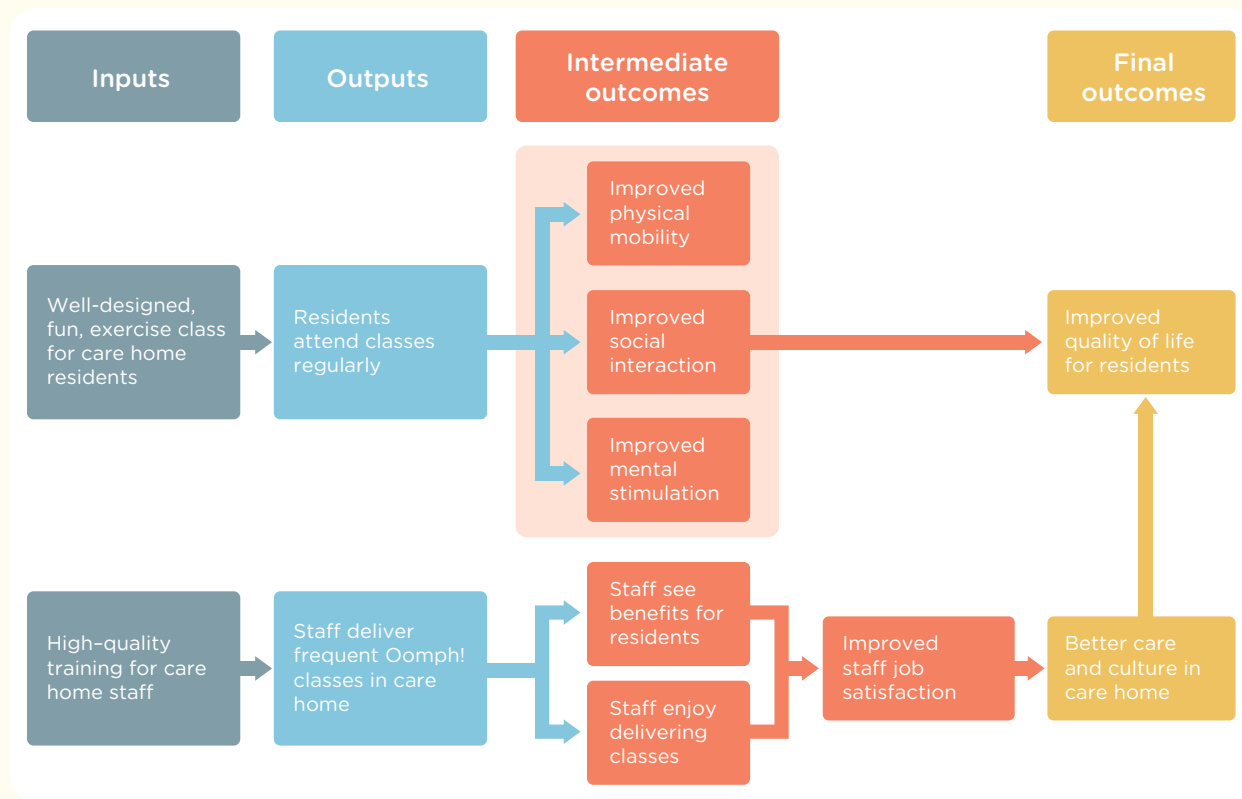 Inputs
Outputs
Intermediate
outcomes
Final
outcomes
Well-designed,
fun, exercise class
for care home
residents
Residents
attend classes
regularly
Improved
physical
mobility
Improved
social
interaction
Improved
mental
stimulation
Improved
quality of life
for residents
High–quality
training for care
home staff
Staff deliver
frequent Oomph!
classes in care
home
Staff see
benefits for
residents
Staff enjoy
delivering
classes
Improved
staff job
satisfaction
Better care
and culture in
care home